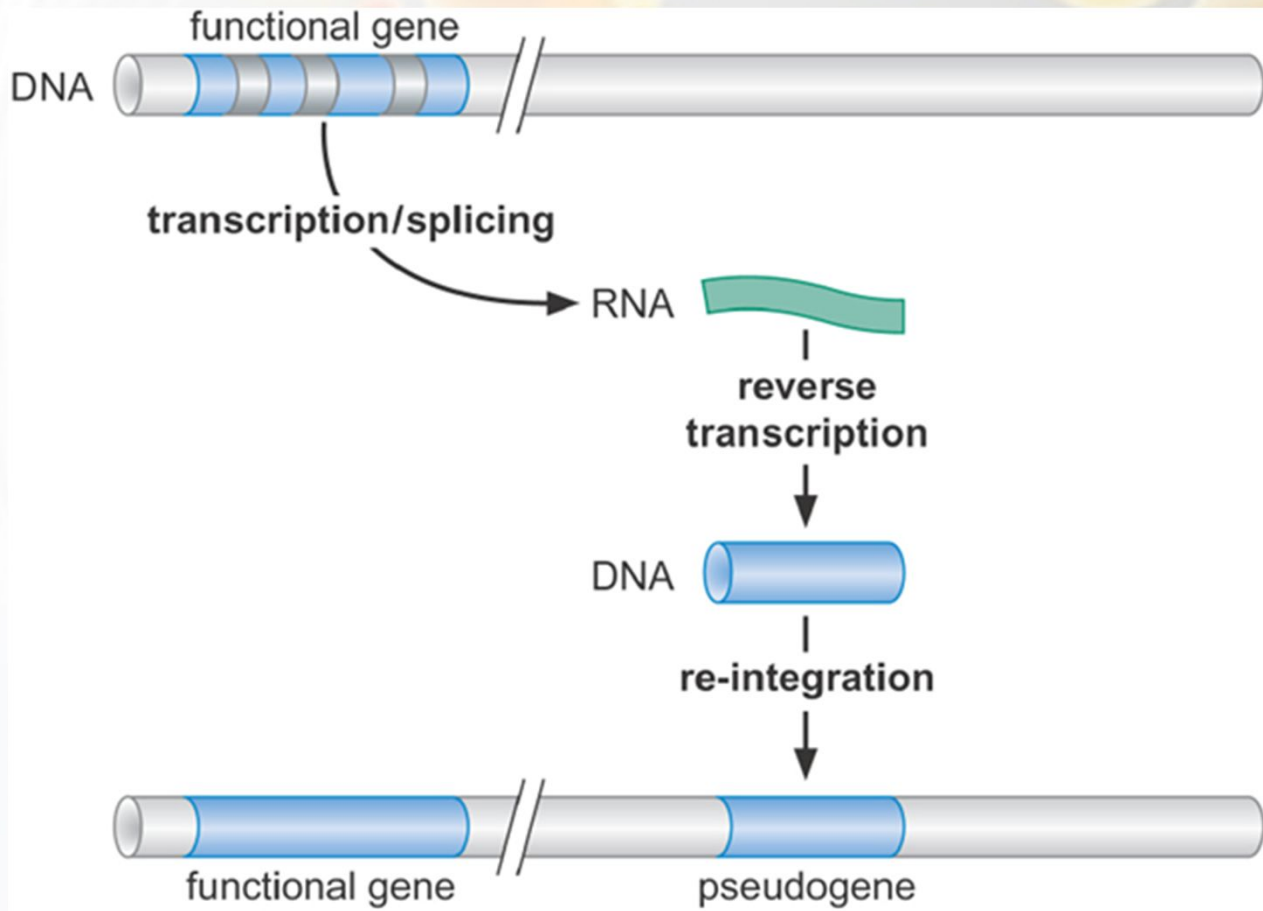 functional gene
DNA
transcription/splicing
RNA
reverse
transcription
DNA
re-integration
functional gene
pseudogene